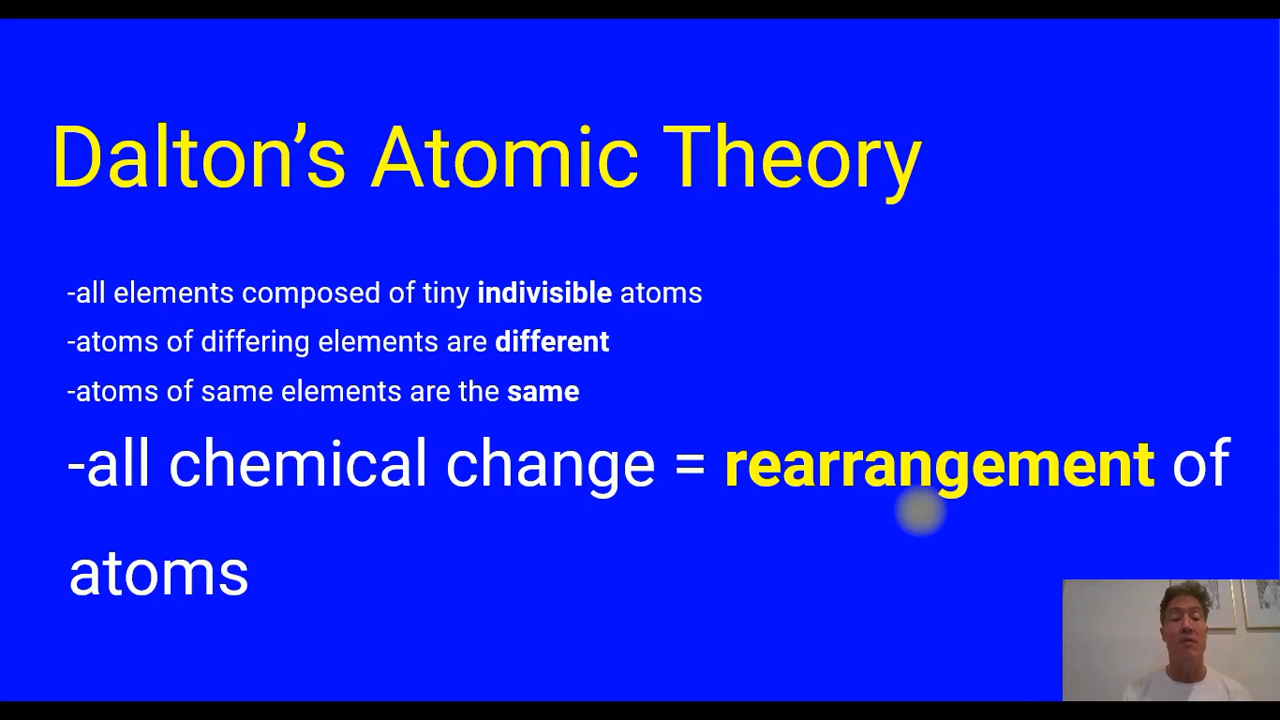 Dalton’s Atomic Theory
-all elements composed of tiny indivisible atoms
-atoms of differing elements are different
-atoms of same elements are the same
-all chemical change = rearrangement of
atoms